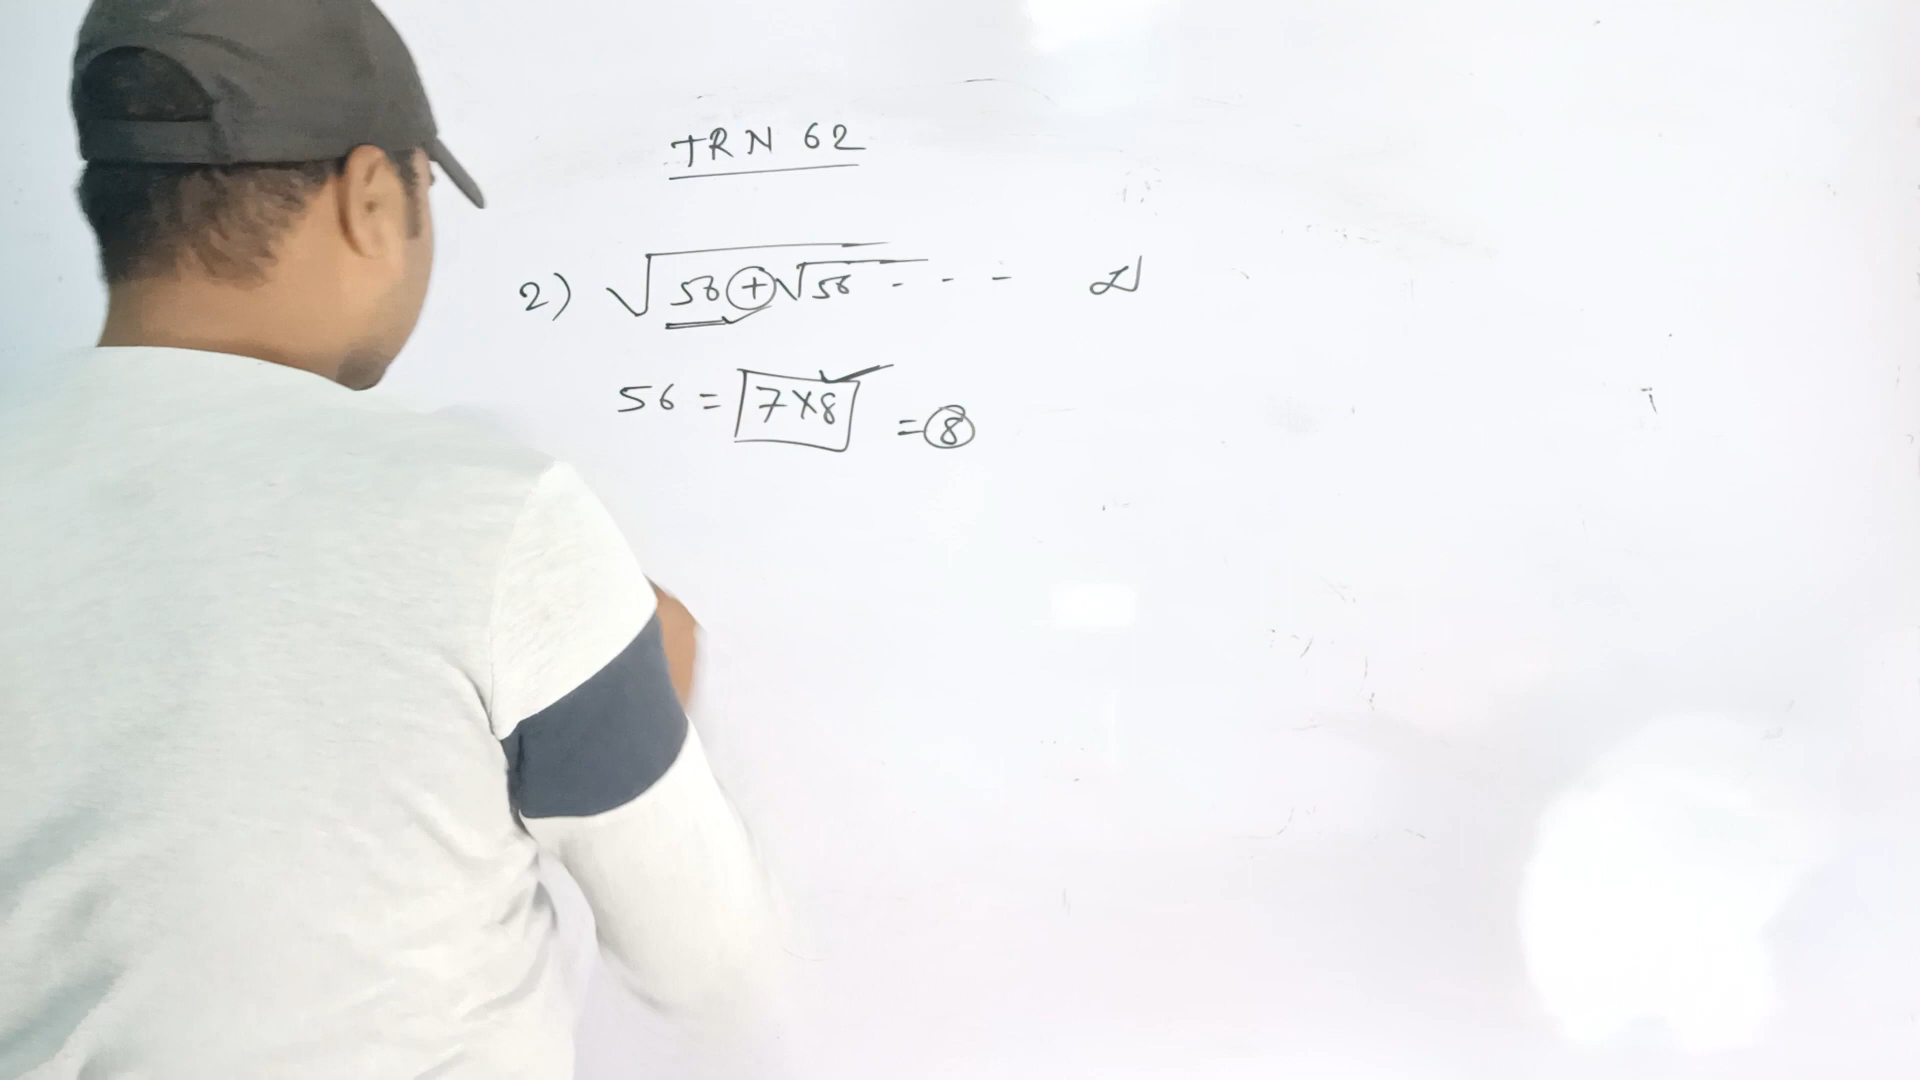 TRN 62
2) √56+√56 - - - ∞
56 = 7×8 = 8